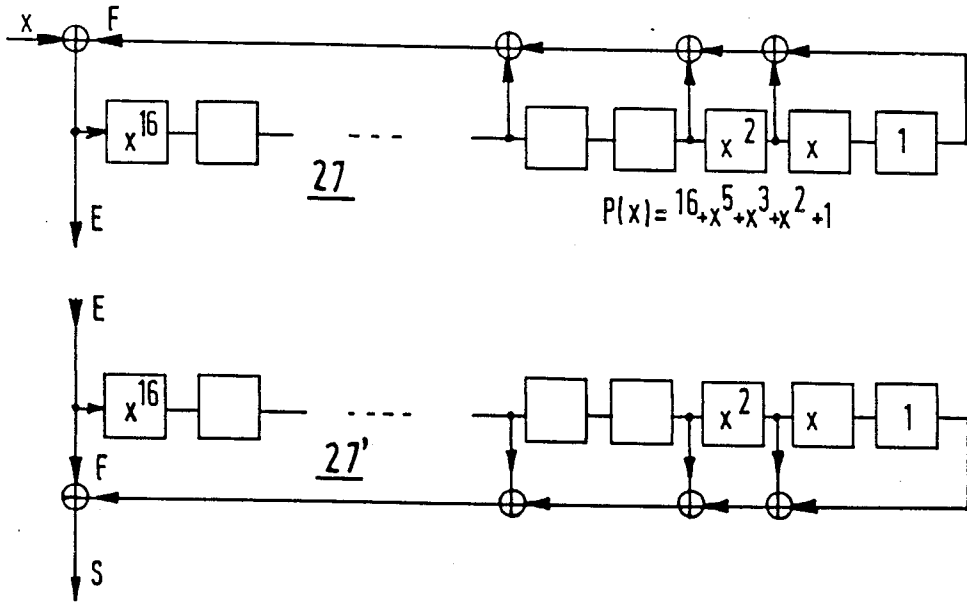 x F
x¹⁶ x² x 1
27
P(x)= ¹⁶+x⁵+x³+x²+1
E
E
x¹⁶ x² x 1
27'
F
S